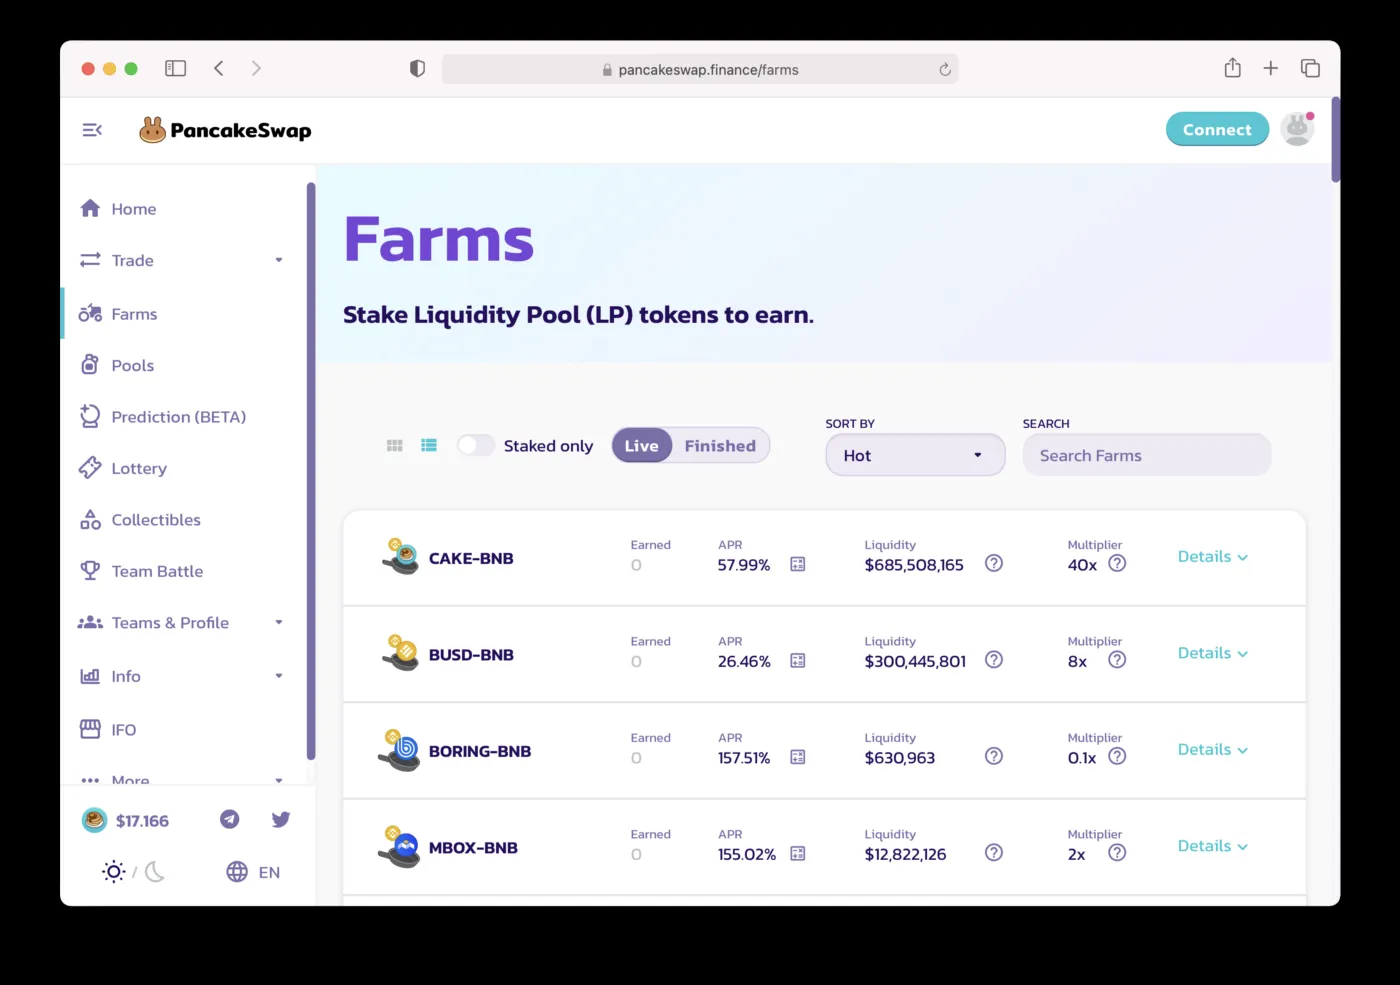 pancakeswap.finance/farms
PancakeSwap
Connect
Home
Trade
Farms
Pools
Prediction (BETA)
Lottery
Collectibles
Team Battle
Teams & Profile
Info
IFO
More
$17.166
/
EN
Farms
Stake Liquidity Pool (LP) tokens to earn.
Staked only
Live Finished
SORT BY
Hot
SEARCH
Search Farms
CAKE-BNB
Earned APR Liquidity Multiplier
0 57.99% $685,508,165 ? 40x ?
Details
BUSD-BNB
Earned APR Liquidity Multiplier
0 26.46% $300,445,801 ? 8x ?
Details
BORING-BNB
Earned APR Liquidity Multiplier
0 157.51% $630,963 ? 0.1x ?
Details
MBOX-BNB
Earned APR Liquidity Multiplier
0 155.02% $12,822,126 ? 2x ?
Details